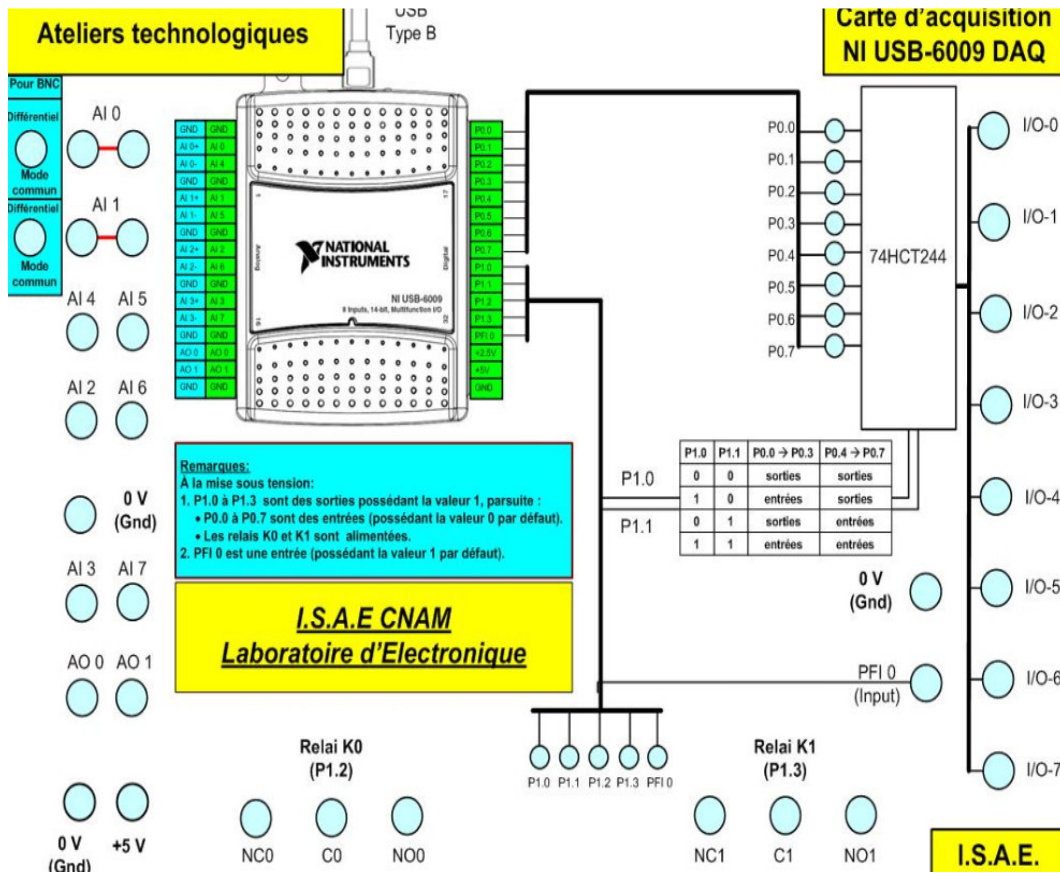 USB
Type B
Ateliers technologiques
Carte d'acquisition
NI USB-6009 DAQ
Pour BNC
Différentiel
Mode
commun
Différentiel
Mode
commun
AI 0
AI 1
AI 4 AI 5
AI 2 AI 6
0 V
(Gnd)
AI 3 AI 7
AO 0 AO 1
0 V
(Gnd)
+5 V
GND GND
AI 0+ AI 0
AI 0- AI 4
GND GND
AI 1+ AI 1
AI 1- AI 5
GND GND
AI 2+ AI 2
AI 2- AI 6
GND GND
AI 3+ AI 3
AI 3- AI 7
GND GND
AO 0 AO 0
AO 1 AO 1
GND GND
1
17
Analog
Digital
16
32
NATIONAL
INSTRUMENTS
NI USB-6009
8 Inputs, 14-bit, Multifunction I/O
P0.0
P0.1
P0.2
P0.3
P0.4
P0.5
P0.6
P0.7
P1.0
P1.1
P1.2
P1.3
PFI 0
+2.5V
+5V
GND
P0.0
P0.1
P0.2
P0.3
P0.4
P0.5
P0.6
P0.7
74HCT244
I/O-0
I/O-1
I/O-2
I/O-3
I/O-4
I/O-5
I/O-6
I/O-7
Remarques:
À la mise sous tension:
1. P1.0 à P1.3 sont des sorties possédant la valeur 1, parsuite :
• P0.0 à P0.7 sont des entrées (possédant la valeur 0 par défaut).
• Les relais K0 et K1 sont alimentées.
2. PFI 0 est une entrée (possédant la valeur 1 par défaut).
P1.0
P1.1
P1.0 P1.1 P0.0 → P0.3 P0.4 → P0.7
0 0 sorties sorties
1 0 entrées sorties
0 1 sorties entrées
1 1 entrées entrées
0 V
(Gnd)
PFI 0
(Input)
I.S.A.E CNAM
Laboratoire d'Electronique
P1.0 P1.1 P1.2 P1.3 PFI 0
Relai K0
(P1.2)
NC0 C0 NO0
Relai K1
(P1.3)
NC1 C1 NO1
I.S.A.E.